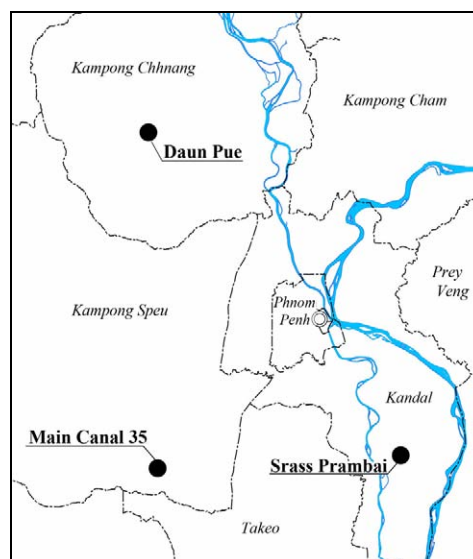 Kampong Chhnang
Kampong Cham
Daun Pue
Prey
Veng
Kampong Speu
Phnom
Penh
Kandal
Main Canal 35
Srass Prambai
Takeo